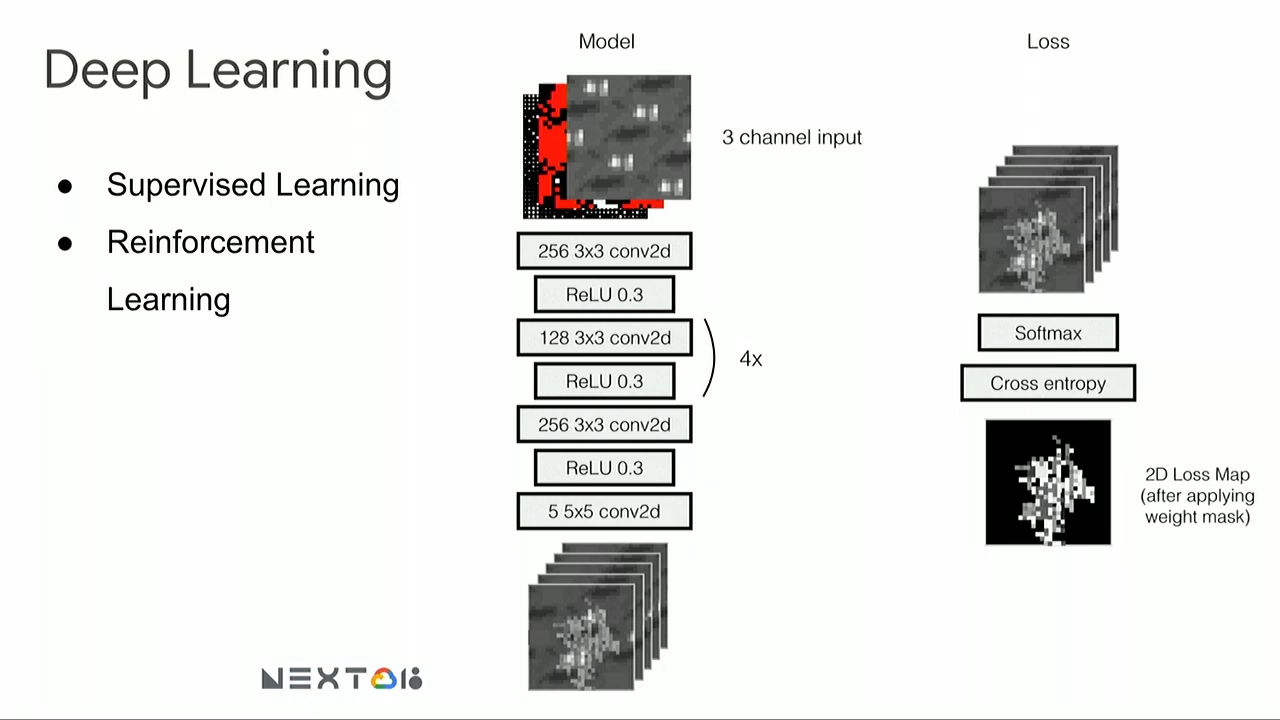 Deep Learning
● Supervised Learning
● Reinforcement
Learning
Model
3 channel input
256 3x3 conv2d
ReLU 0.3
128 3x3 conv2d
ReLU 0.3
4x
256 3x3 conv2d
ReLU 0.3
5 5x5 conv2d
Loss
Softmax
Cross entropy
2D Loss Map
(after applying
weight mask)
NEXT 18